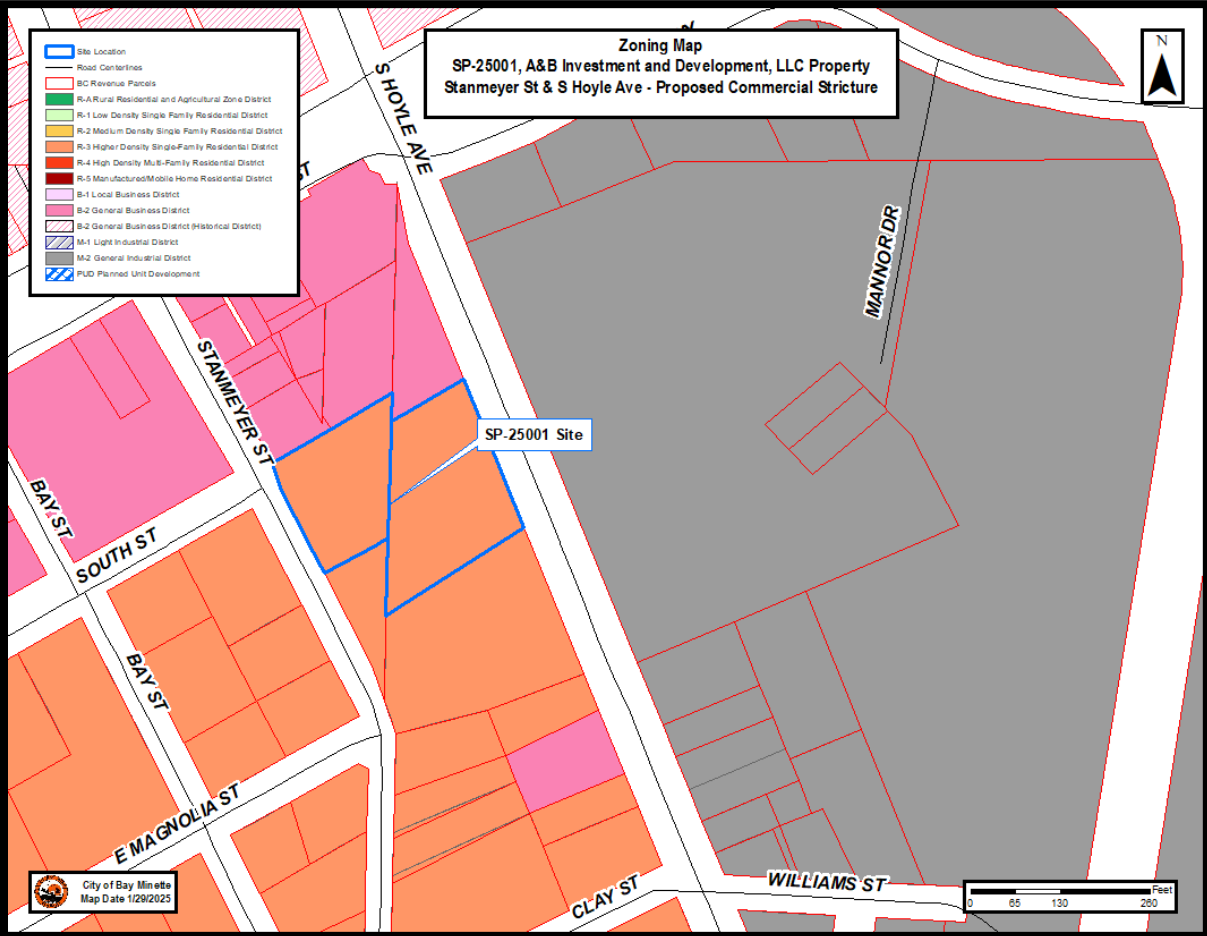 Zoning Map
SP-25001, A&B Investment and Development, LLC Property
Stanmeyer St & S Hoyle Ave - Proposed Commercial Stricture
N
Site Location
Road Centerlines
BC Revenue Parcels
R-A Rural Residential and Agricultural Zone District
R-1 Low Density Single Family Residential District
R-2 Medium Density Single Family Residential District
R-3 Higher Density Single-Family Residential District
R-4 High Density Multi-Family Residential District
R-5 Manufactured/Mobile Home Residential District
B-1 Local Business District
B-2 General Business District
B-2 General Business District (Historical District)
M-1 Light Industrial District
M-2 General Industrial District
PUD Planned Unit Development
S HOYLE AVE
ST
MANNOR DR
STANMEYER ST
SP-25001 Site
BAY ST
SOUTH ST
BAY ST
E MAGNOLIA ST
CLAY ST
WILLIAMS ST
City of Bay Minette
Map Date 1/29/2025
Feet
0 65 130 260